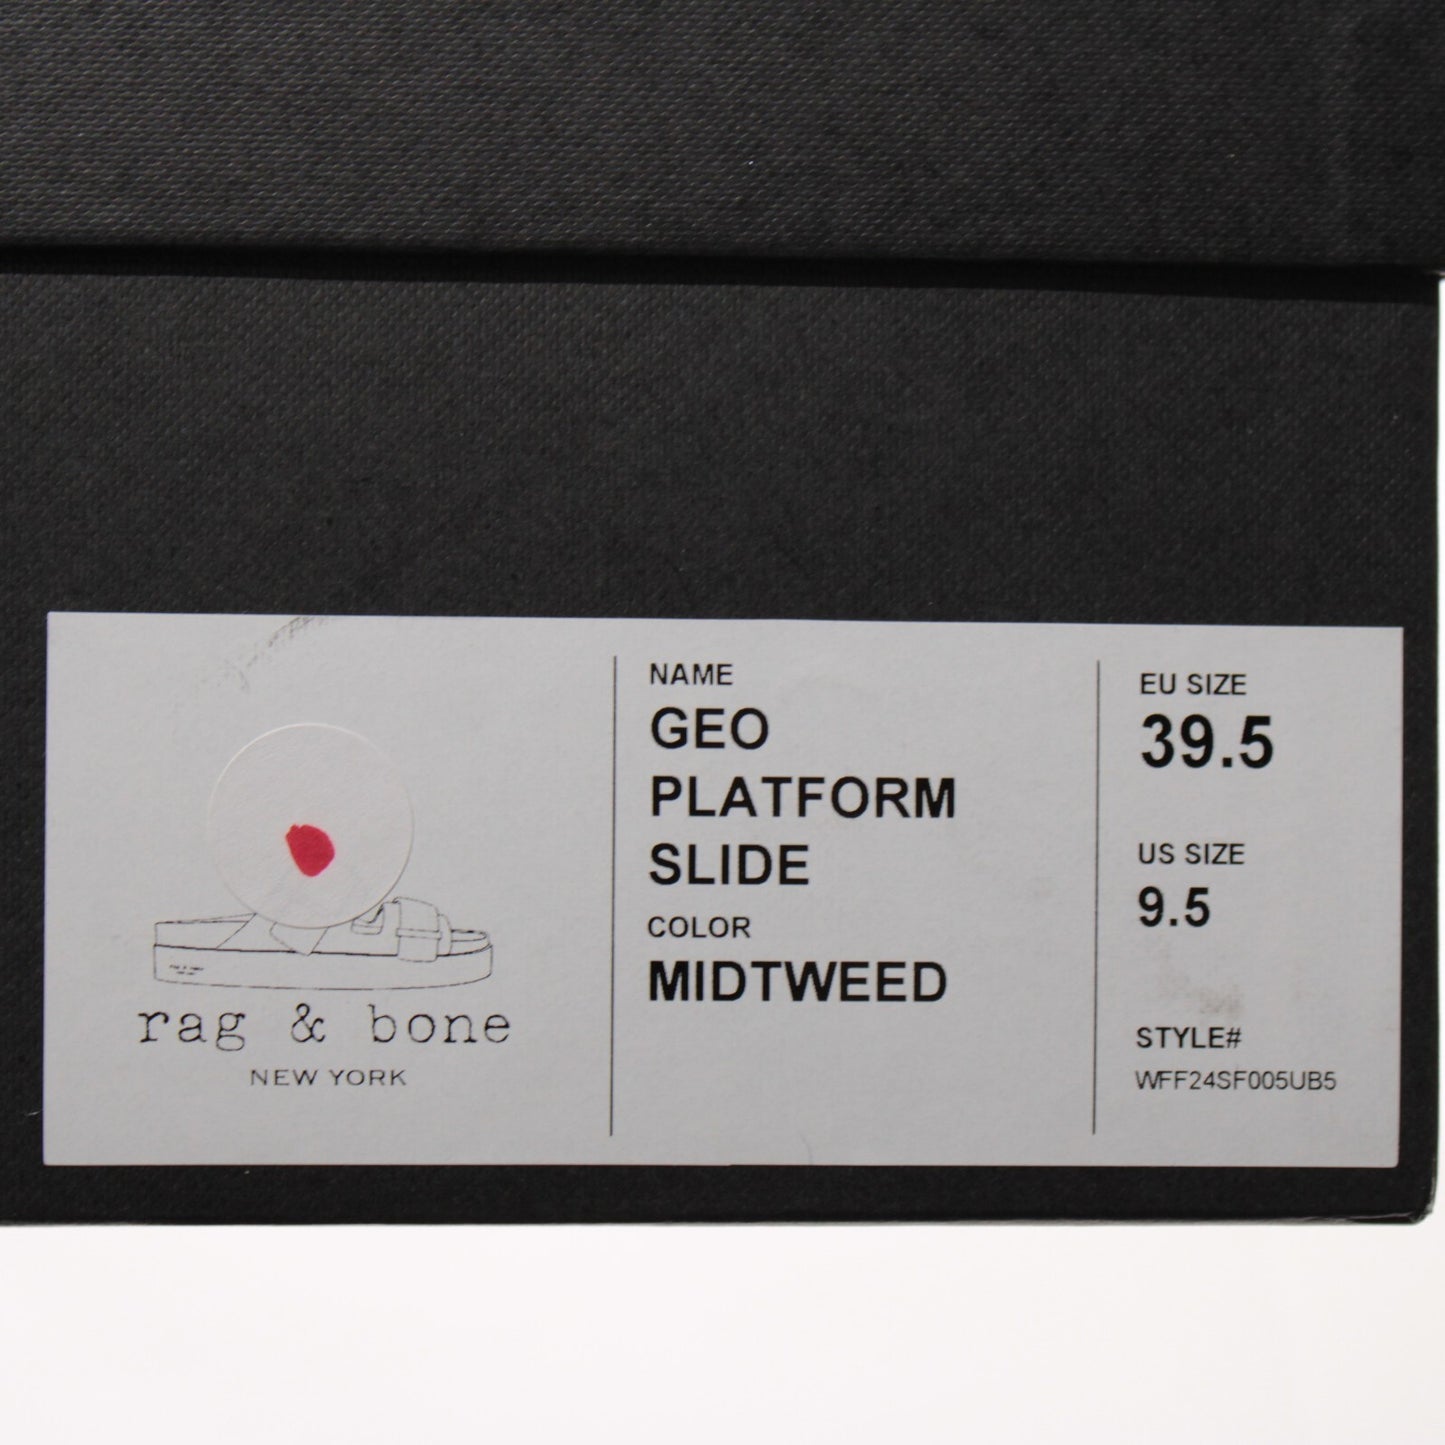 rag & bone
NEW YORK
NAME
GEO
PLATFORM
SLIDE
COLOR
MIDTWEED
EU SIZE
39.5
US SIZE
9.5
STYLE#
WFF24SF005UB5